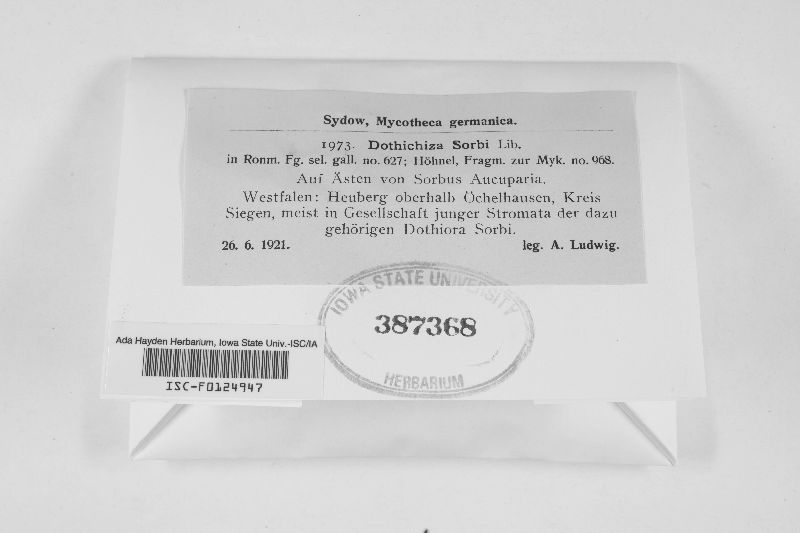 Sydow, Mycotheca germanica.
1973. Dothichiza Sorbi Lib.
in Ronm. Fg. sel. gall. no. 627; Höhnel, Fragm. zur Myk. no. 968.
Auf Ästen von Sorbus Aucuparia.
Westfalen: Heuberg oberhalb Öchelhausen, Kreis
Siegen, meist in Gesellschaft junger Stromata der dazu
gehörigen Dothiora Sorbi.
26. 6. 1921. leg. A. Ludwig.
IOWA STATE UNIVERSITY
387368
HERBARIUM
Ada Hayden Herbarium, Iowa State Univ.-ISC/IA
ISC-F0124947